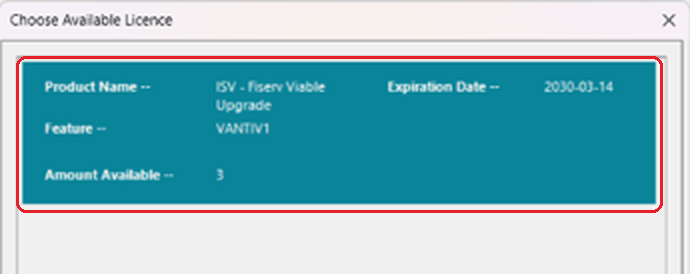 Choose Available Licence
Product Name -- ISV - Fiserv Viable Expiration Date -- 2030-03-14
Upgrade
Feature -- VANTIV1
Amount Available -- 3